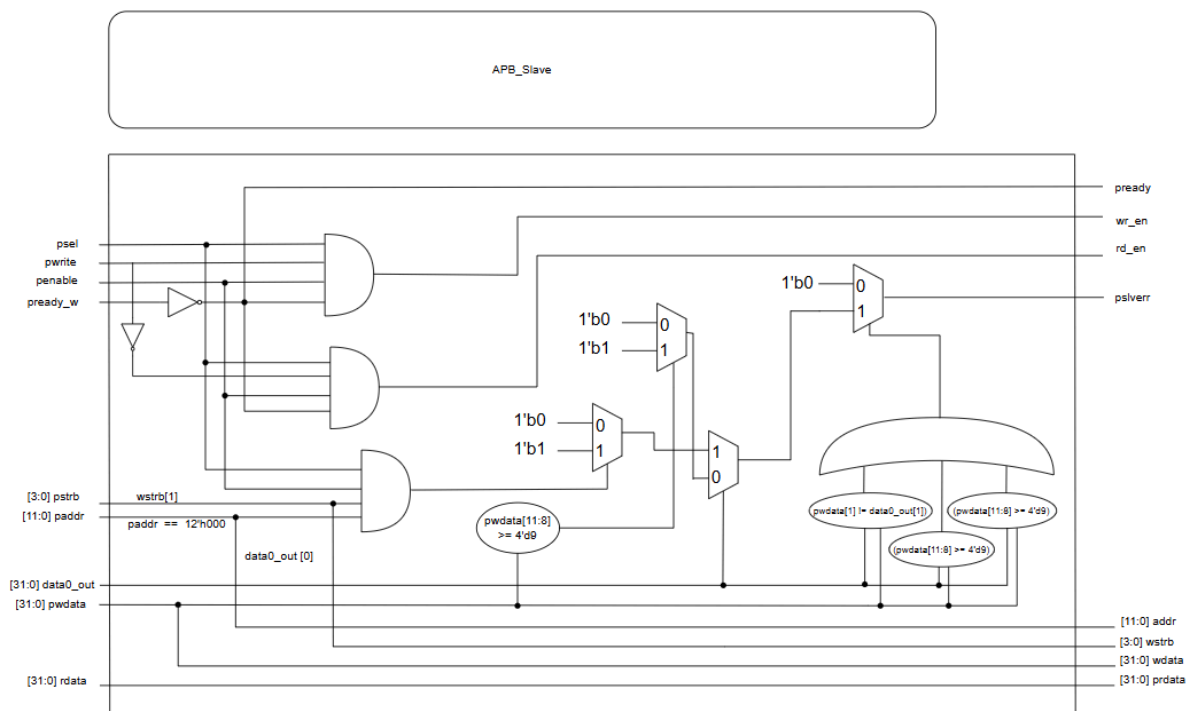 APB_Slave
pready
wr_en
rd_en
psel
pwrite
penable
pready_w
1'b0
0
1
pslverr
1'b0
0
1'b1
1
1'b0
0
1'b1
1
1
0
[3:0] pstrb
wstrb[1]
[11:0] paddr
paddr == 12'h000
pwdata[11:8]
>= 4'd9
pwdata[1] != data0_out[1])
(pwdata[11:8] >= 4'd9)
(pwdata[11:8] >= 4'd9)
data0_out [0]
[31:0] data0_out
[31:0] pwdata
[11:0] addr
[3:0] wstrb
[31:0] wdata
[31:0] rdata
[31:0] prdata